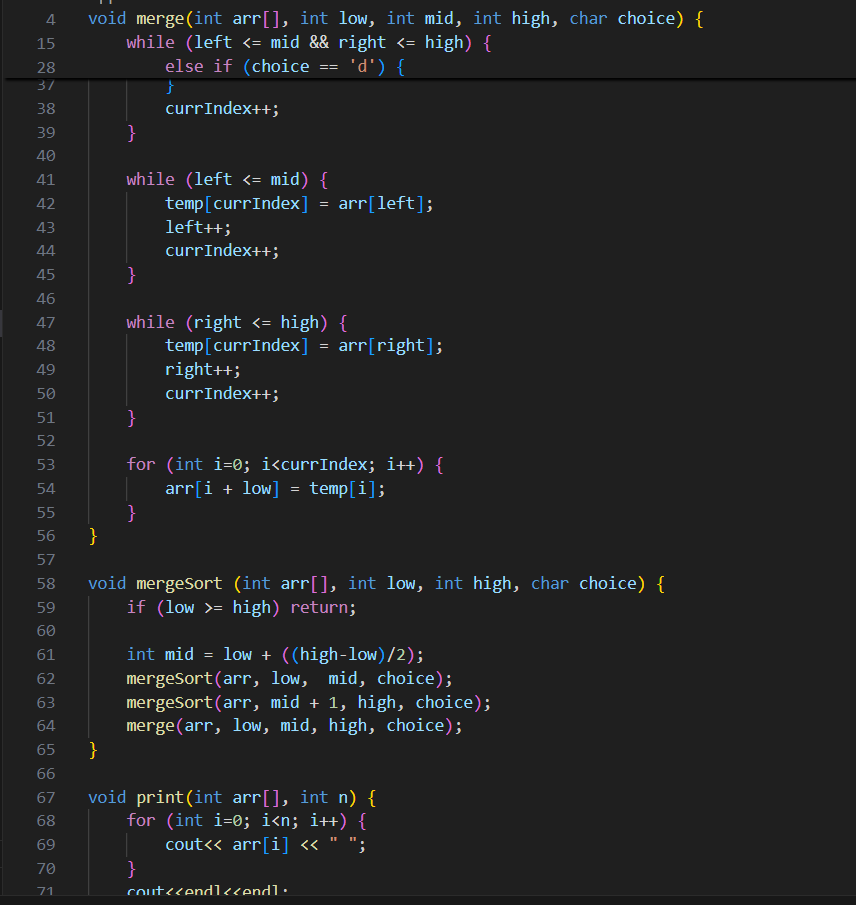 4 void merge(int arr[], int low, int mid, int high, char choice) {
15 while (left <= mid && right <= high) {
28 else if (choice == 'd') {
37 }
38 currIndex++;
39 }
40
41 while (left <= mid) {
42 temp[currIndex] = arr[left];
43 left++;
44 currIndex++;
45 }
46
47 while (right <= high) {
48 temp[currIndex] = arr[right];
49 right++;
50 currIndex++;
51 }
52
53 for (int i=0; i<currIndex; i++) {
54 arr[i + low] = temp[i];
55 }
56 }
57
58 void mergeSort (int arr[], int low, int high, char choice) {
59 if (low >= high) return;
60
61 int mid = low + ((high-low)/2);
62 mergeSort(arr, low,  mid, choice);
63 mergeSort(arr, mid + 1, high, choice);
64 merge(arr, low, mid, high, choice);
65 }
66
67 void print(int arr[], int n) {
68 for (int i=0; i<n; i++) {
69 cout<< arr[i] << " ";
70 }
71 cout<<endl<<endl;